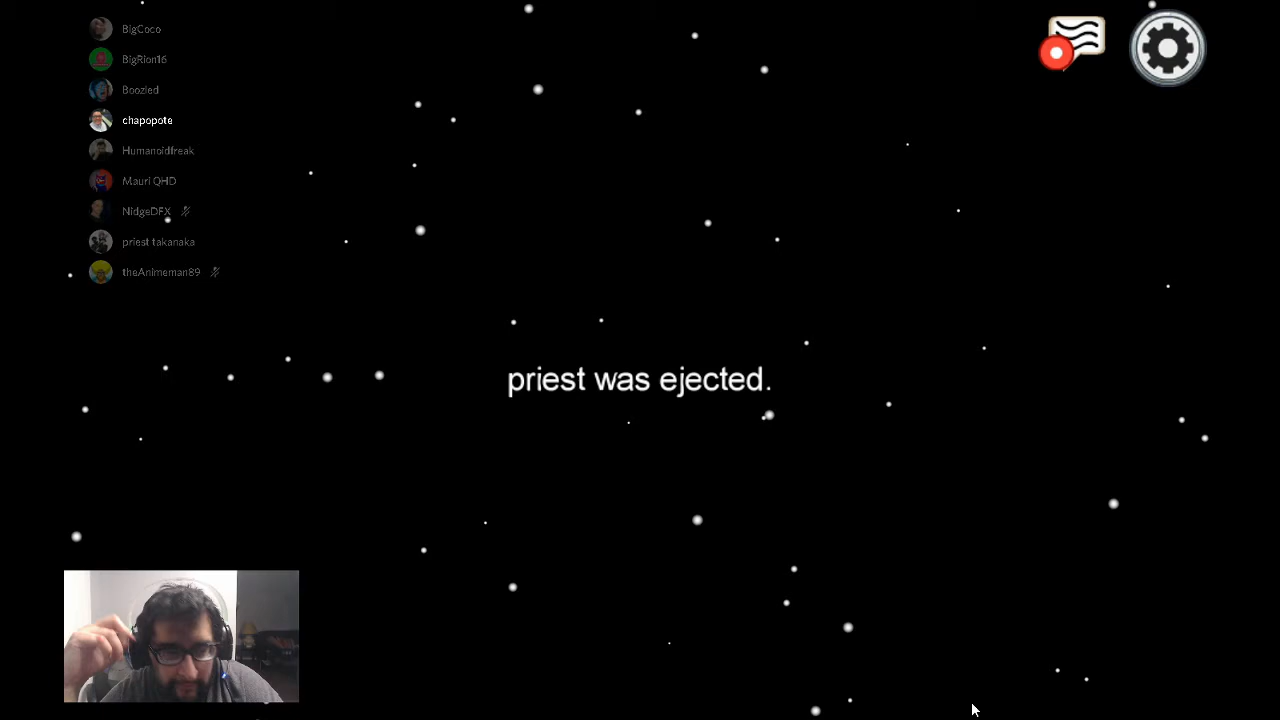 BigCoco
BigRion16
Boozled
chapopote
Humanoidfreak
Mauri QHD
NidgeDFX
priest takanaka
theAnimeman89
priest was ejected.